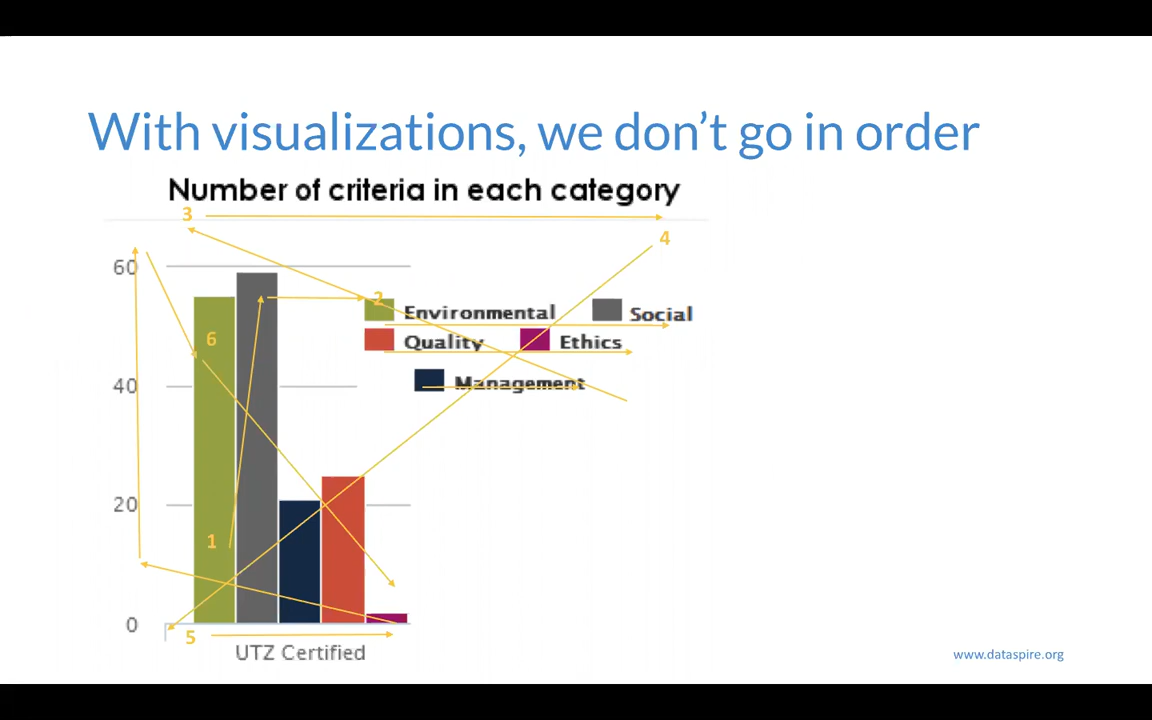 With visualizations, we don't go in order
Number of criteria in each category
3
4
60
2
Environmental Social
6
Quality Ethics
40
Management
20
1
0
5
UTZ Certified
www.dataspire.org